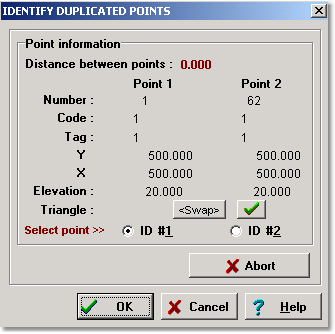 IDENTIFY DUPLICATED POINTS
Point information
Distance between points : 0.000
Point 1 Point 2
Number : 1 62
Code : 1 1
Tag : 1 1
Y 500.000 500.000
X 500.000 500.000
Elevation : 20.000 20.000
Triangle : <Swap>
Select point >> ID #1 ID #2
Abort
OK Cancel ? Help